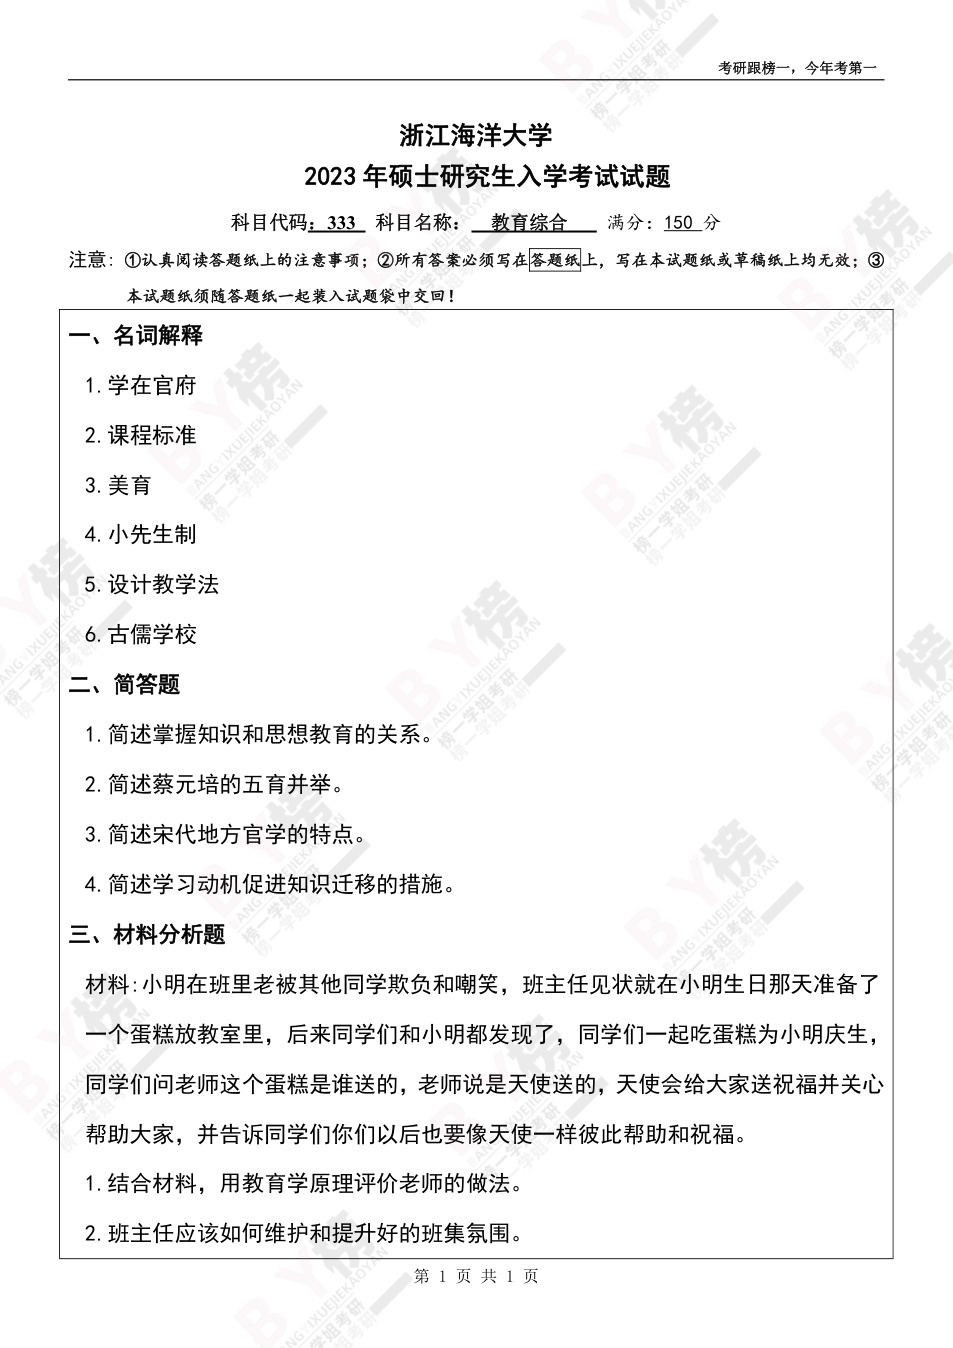 考研跟榜一，今年考第一
浙江海洋大学
2023 年硕士研究生入学考试试题
科目代码：333 科目名称： 教育综合 满分：150 分
注意：①认真阅读答题纸上的注意事项；②所有答案必须写在答题纸上，写在本试题纸或草稿纸上均无效；③
本试题纸须随答题纸一起装入试题袋中交回！
一、名词解释
1.学在官府
2.课程标准
3.美育
4.小先生制
5.设计教学法
6.古儒学校
二、简答题
1.简述掌握知识和思想教育的关系。
2.简述蔡元培的五育并举。
3.简述宋代地方官学的特点。
4.简述学习动机促进知识迁移的措施。
三、材料分析题
材料:小明在班里老被其他同学欺负和嘲笑，班主任见状就在小明生日那天准备了
一个蛋糕放教室里，后来同学们和小明都发现了，同学们一起吃蛋糕为小明庆生，
同学们问老师这个蛋糕是谁送的，老师说是天使送的，天使会给大家送祝福并关心
帮助大家，并告诉同学们你们以后也要像天使一样彼此帮助和祝福。
1.结合材料，用教育学原理评价老师的做法。
2.班主任应该如何维护和提升好的班集氛围。
第 1 页 共 1 页
BY榜
BANGYIXUEJIEKAOYAN
榜一学姐考研
榜一学姐考研